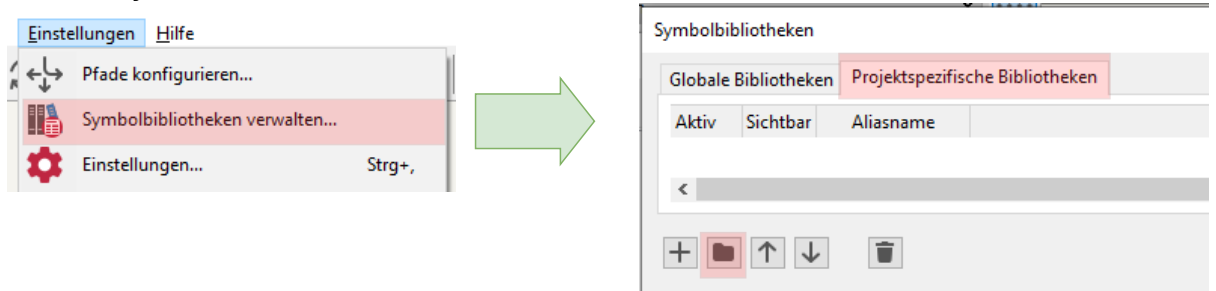 Einstellungen Hilfe
Pfade konfigurieren...
Symbolbibliotheken verwalten...
Einstellungen... Strg+,
Symbolbibliotheken
Globale Bibliotheken Projektspezifische Bibliotheken
Aktiv Sichtbar Aliasname